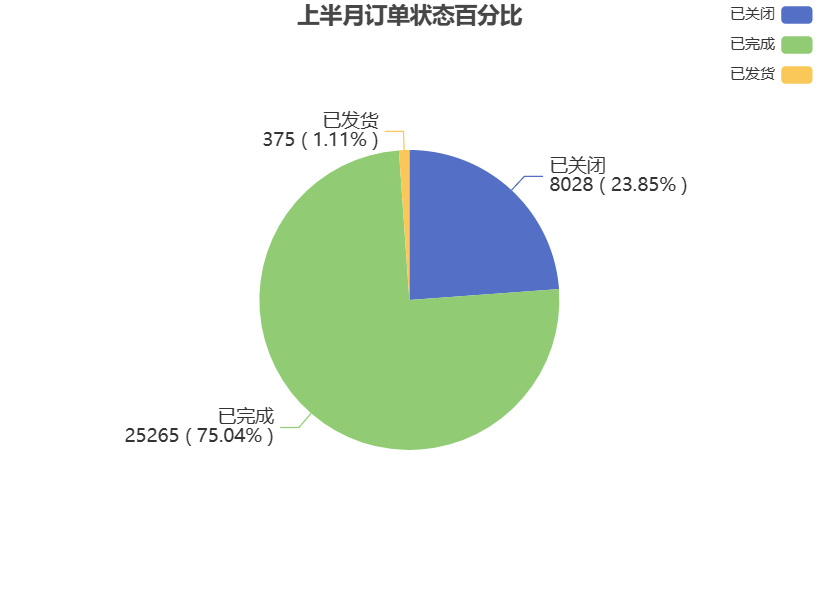 上半月订单状态百分比
已关闭
已完成
已发货
已发货
375 ( 1.11% )
已关闭
8028 ( 23.85% )
已完成
25265 ( 75.04% )